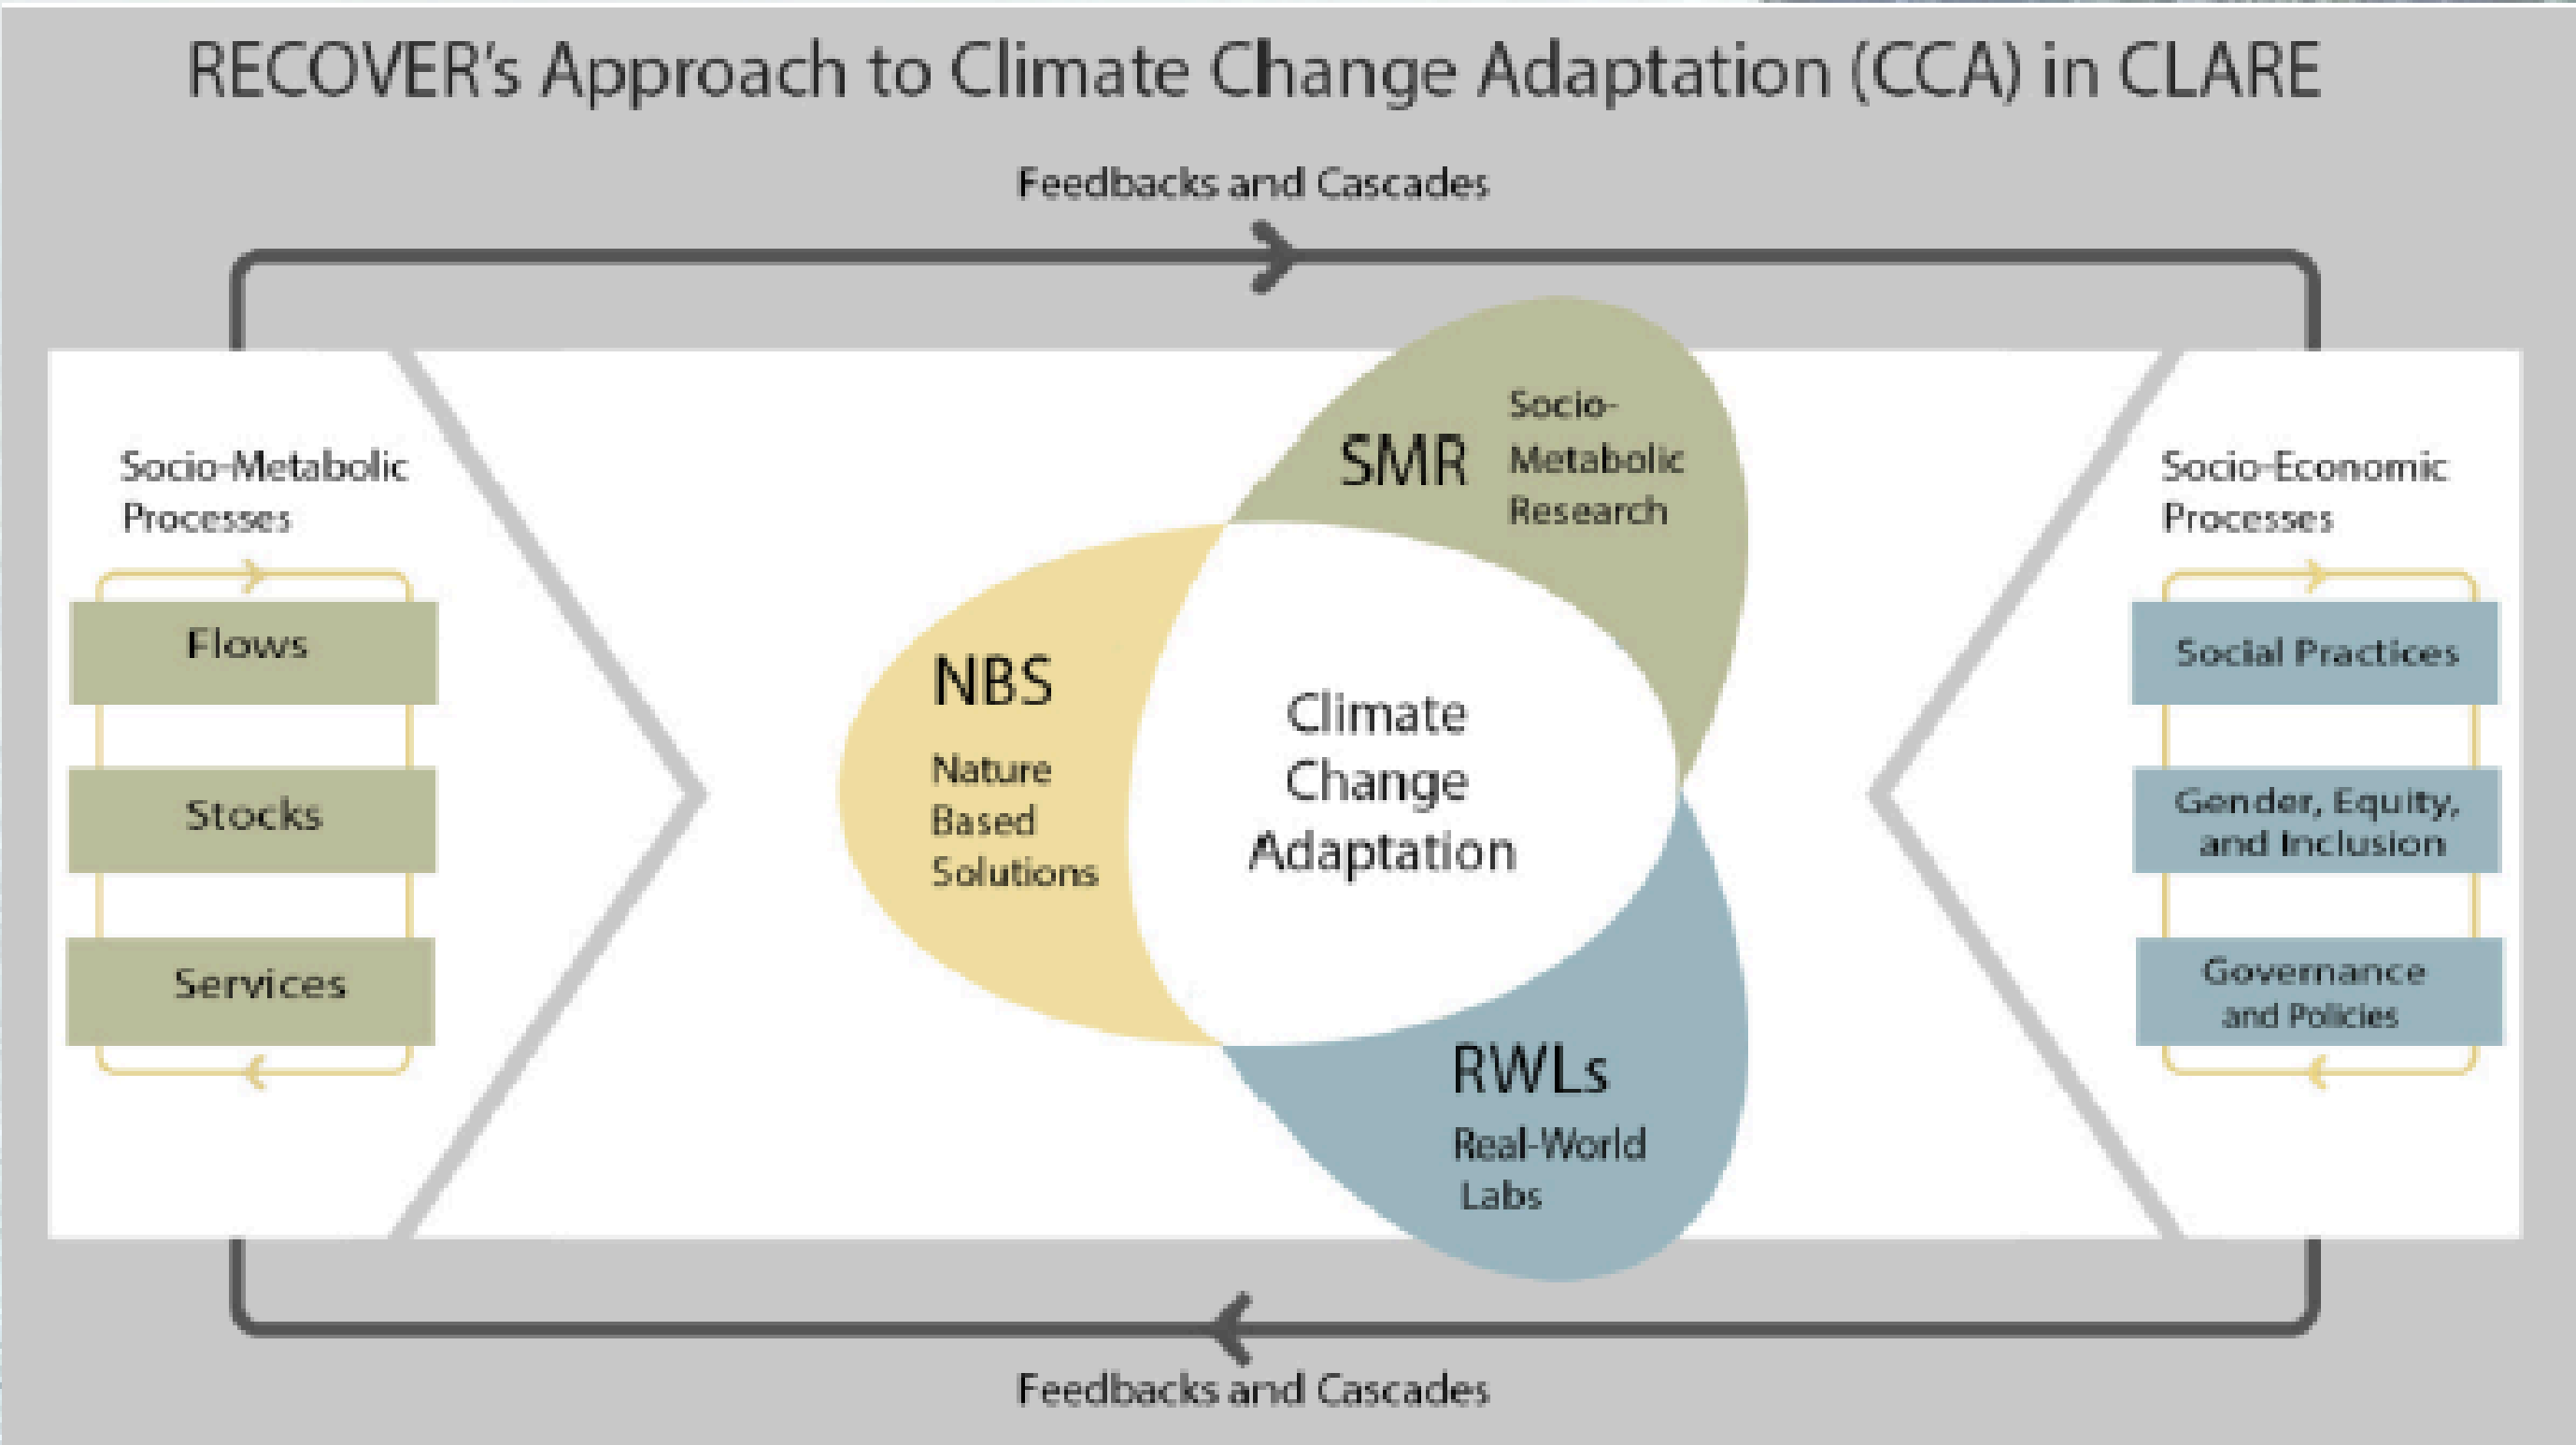 RECOVER's Approach to Climate Change Adaptation (CCA) in CLARE
Feedbacks and Cascades
Socio-Metabolic
Processes
Flows
Stocks
Services
SMR
Socio-
Metabolic
Research
NBS
Nature
Based
Solutions
Climate
Change
Adaptation
RWLs
Real-World
Labs
Socio-Economic
Processes
Social Practices
Gender, Equity,
and Inclusion
Governance
and Policies
Feedbacks and Cascades